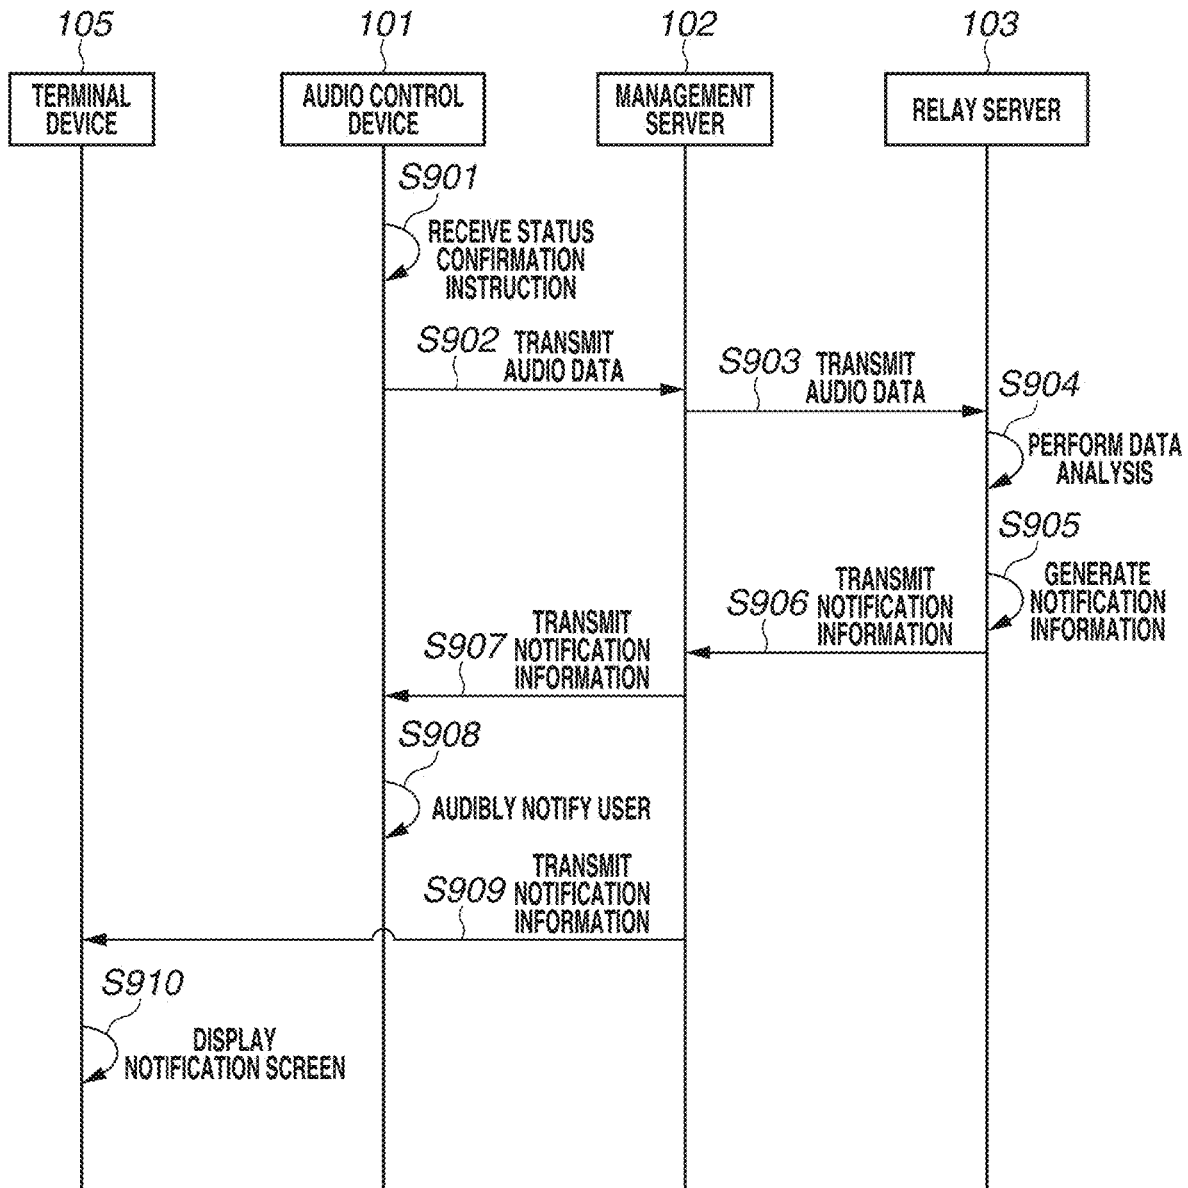 105
101
102
103
TERMINAL
DEVICE
AUDIO CONTROL
DEVICE
MANAGEMENT
SERVER
RELAY SERVER
S901
RECEIVE STATUS
CONFIRMATION
INSTRUCTION
S902
TRANSMIT
AUDIO DATA
S903
TRANSMIT
AUDIO DATA
S904
PERFORM DATA
ANALYSIS
S905
GENERATE
NOTIFICATION
INFORMATION
S906
TRANSMIT
NOTIFICATION
INFORMATION
S907
TRANSMIT
NOTIFICATION
INFORMATION
S908
AUDIBLY NOTIFY USER
S909
TRANSMIT
NOTIFICATION
INFORMATION
S910
DISPLAY
NOTIFICATION SCREEN